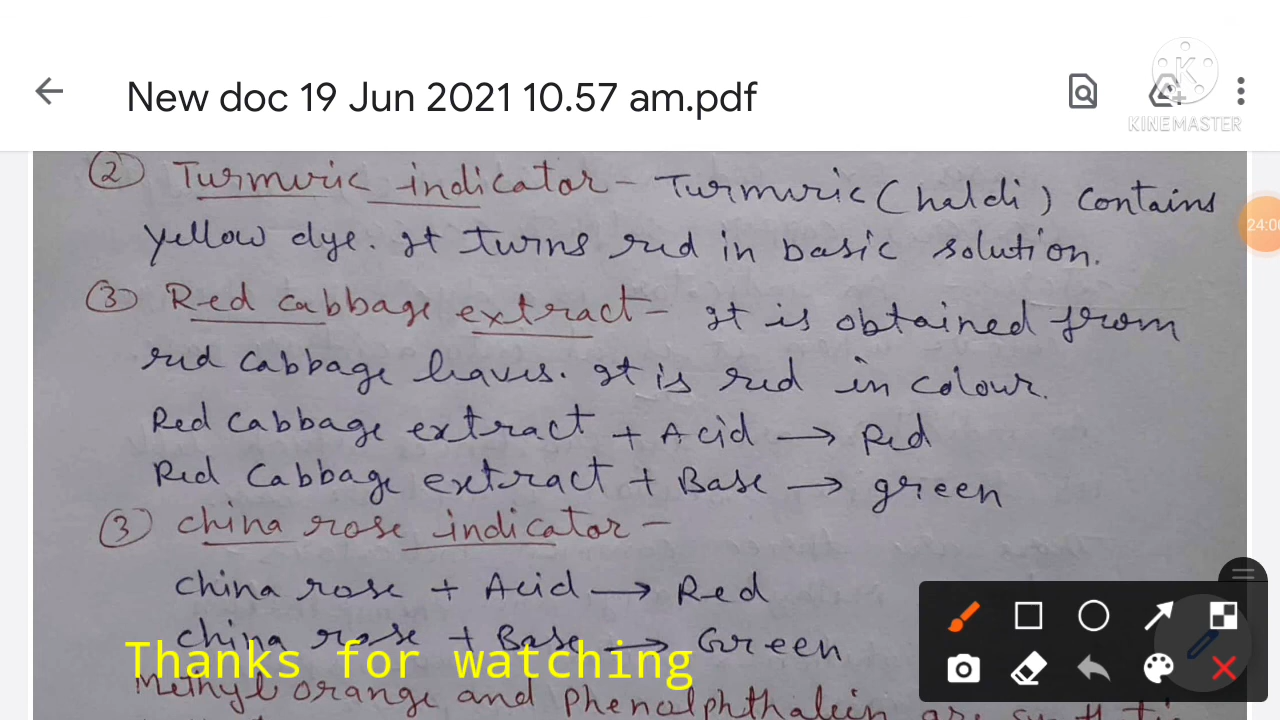 New doc 19 Jun 2021 10.57 am.pdf
KINEMASTER
② Turmuric indicator - Turmuric (haldi) contains
yellow dye. It turns red in basic solution.
24:0
③ Red cabbage extract - It is obtained from
red cabbage leaves. It is red in colour.
Red cabbage extract + Acid → Red
Red Cabbage extract + Base → green
③ china rose indicator -
china rose + Acid → Red
china rose + Base → Green
Thanks for watching
Methyl orange and Phenolphthalein are